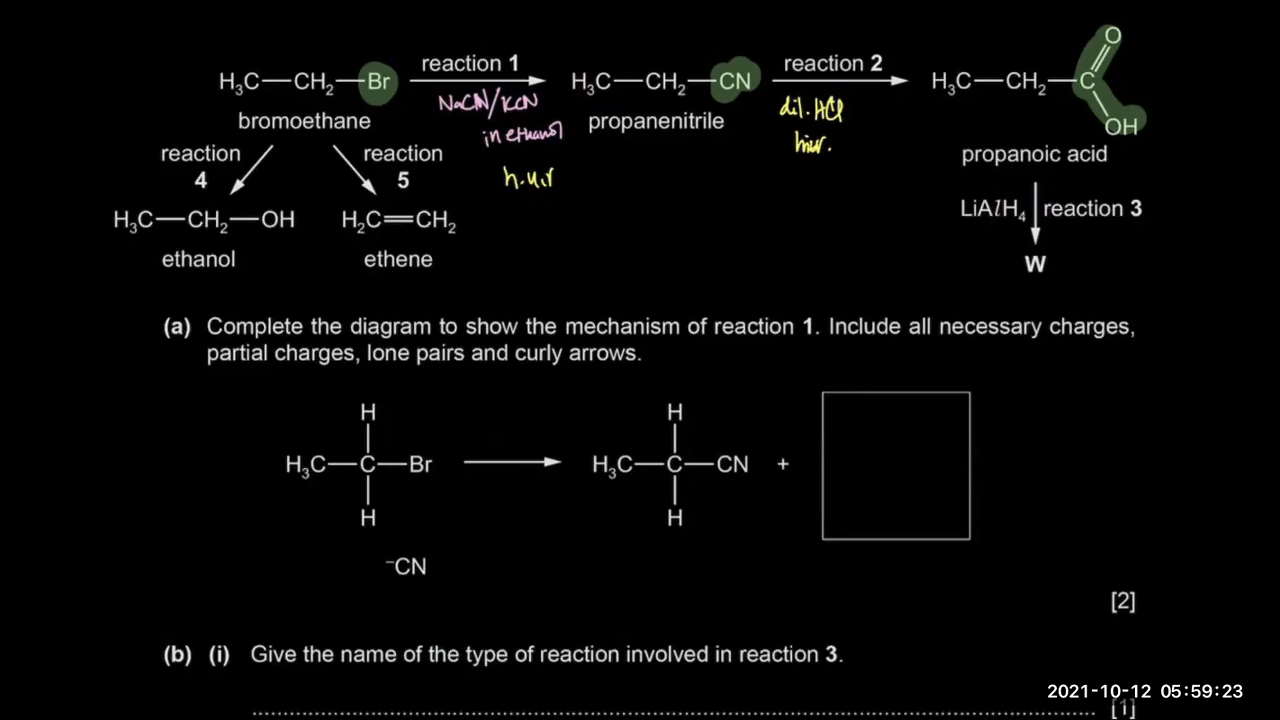 H₃C—CH₂—Br reaction 1 H₃C—CH₂—CN reaction 2 H₃C—CH₂—C O OH
NaCN/KCN in ethanol
h.u.r
dil. HCl
h.u.r.
bromoethane propanenitrile propanoic acid
reaction 4 reaction 5
LiAlH₄ reaction 3
H₃C—CH₂—OH H₂C=CH₂
ethanol ethene W
(a) Complete the diagram to show the mechanism of reaction 1. Include all necessary charges,
partial charges, lone pairs and curly arrows.
H H
H₃C—C—Br H₃C—C—CN +
H H
⁻CN
[2]
(b) (i) Give the name of the type of reaction involved in reaction 3.
2021-10-12 05:59:23
[1]